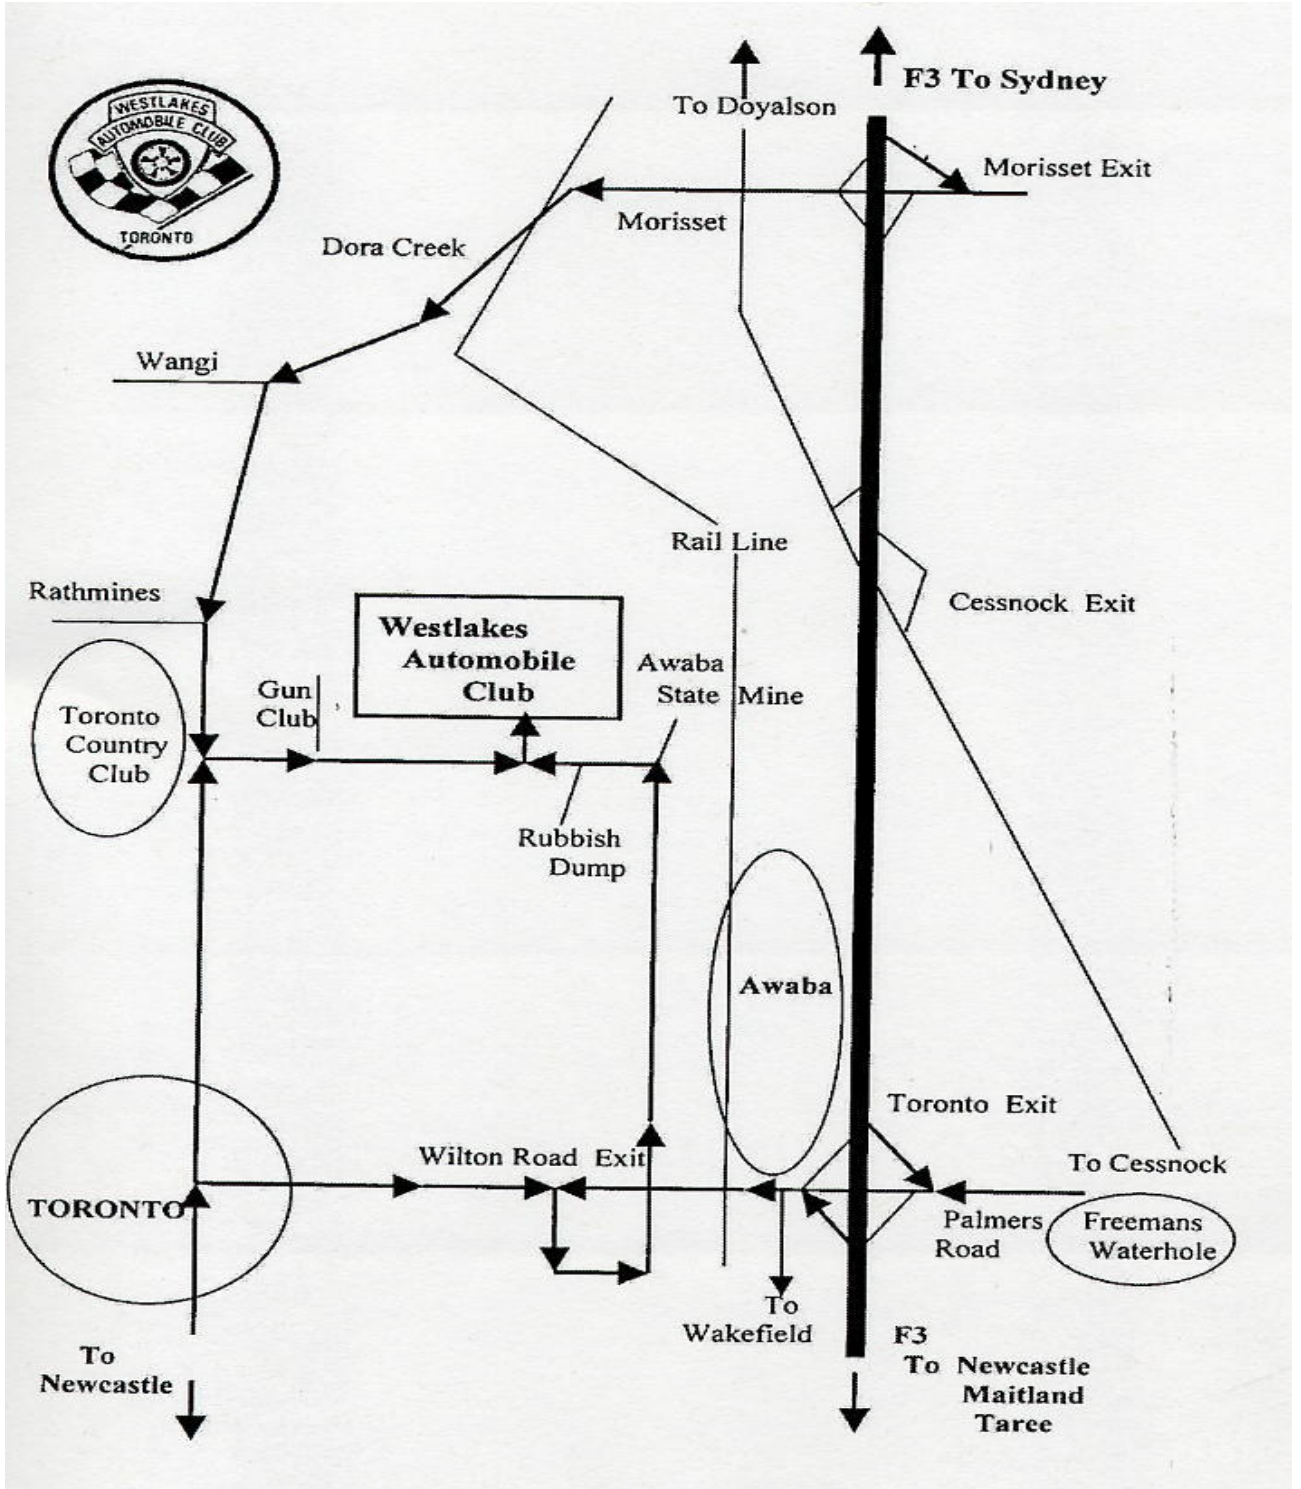 F3 To Sydney
To Doyalson
WESTLAKES
AUTOMOBILE CLUB
TORONTO
Morisset Exit
Morisset
Dora Creek
Wangi
Rail Line
Rathmines
Cessnock Exit
Westlakes
Automobile
Club
Awaba
State Mine
Gun
Club
Toronto
Country
Club
Rubbish
Dump
Awaba
Toronto Exit
Wilton Road Exit
To Cessnock
TORONTO
Palmers
Road
Freemans
Waterhole
To
Wakefield
To
Newcastle
F3
To Newcastle
Maitland
Taree